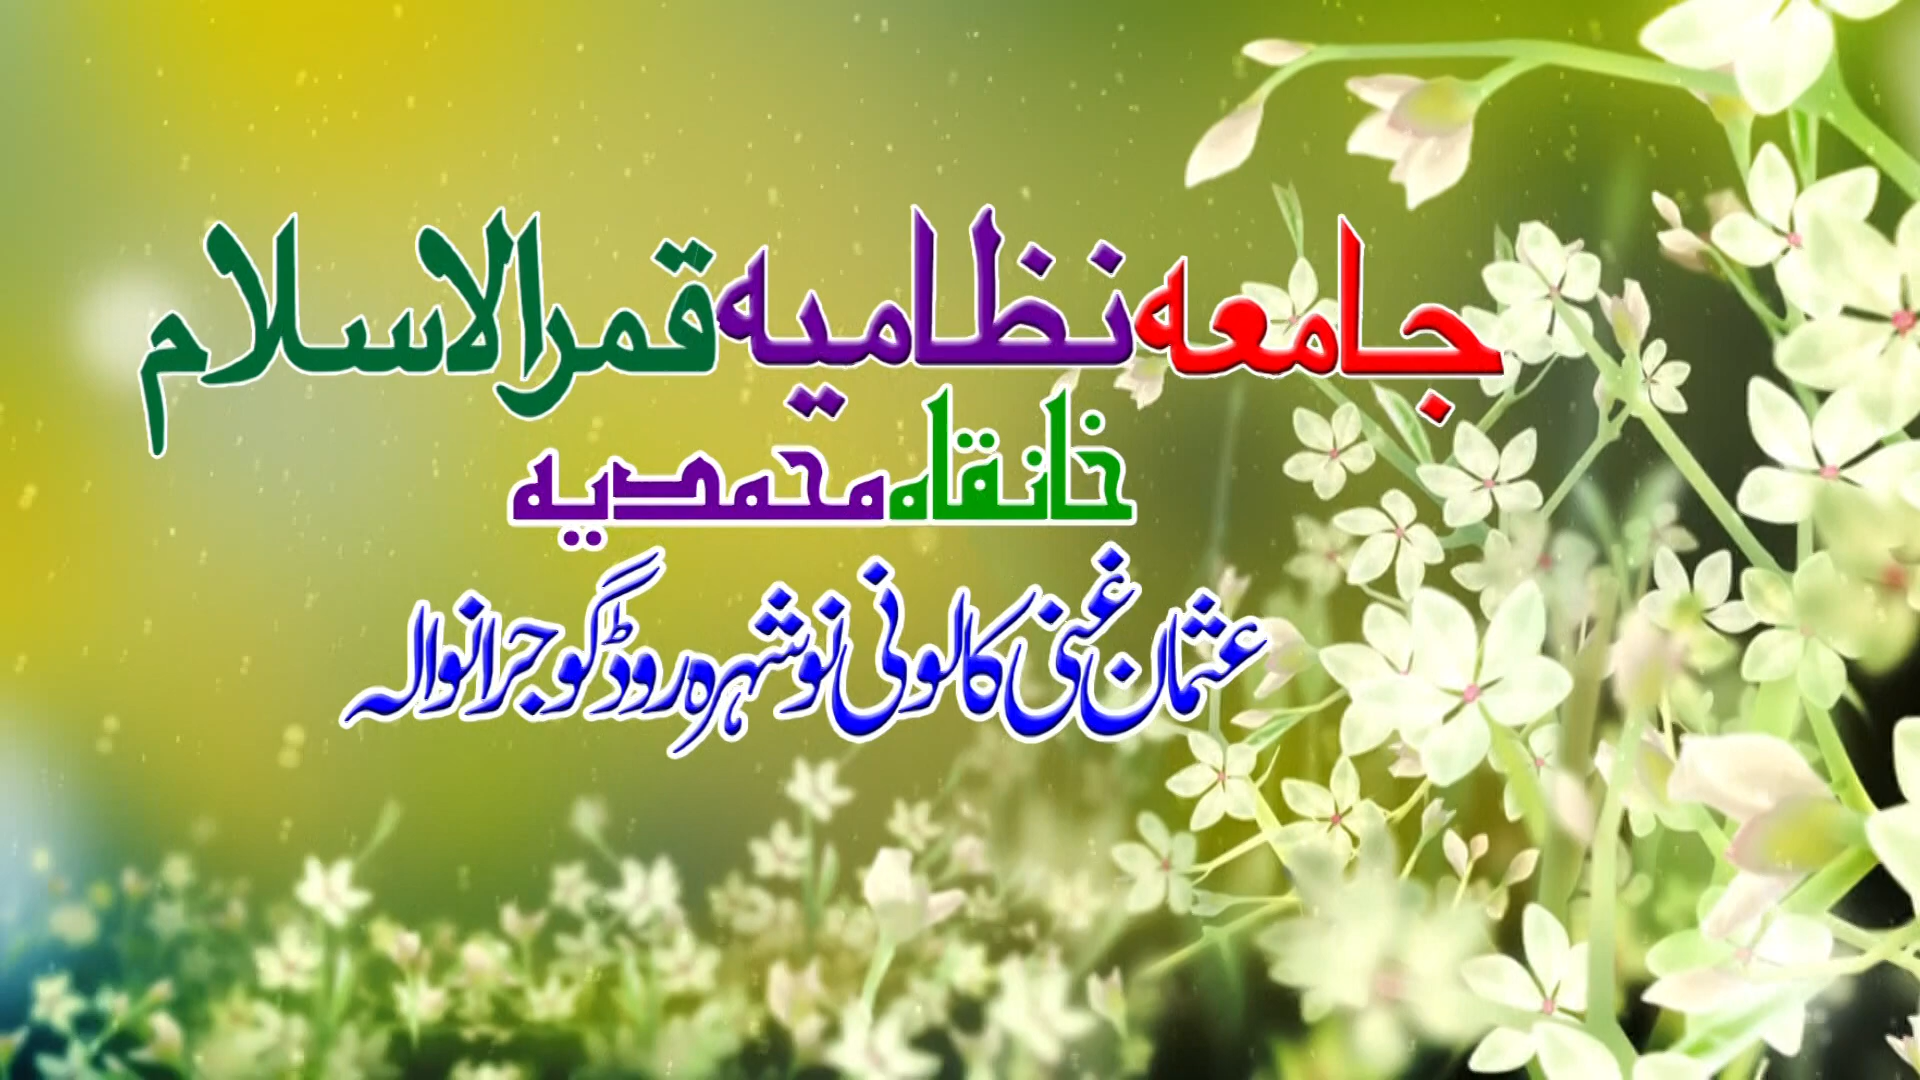 جامعہ نظامیہ قمرالاسلام
خانقاہ محمدیہ
عثمان غنی کالونی نوشہرہ روڈ گوجرانوالہ